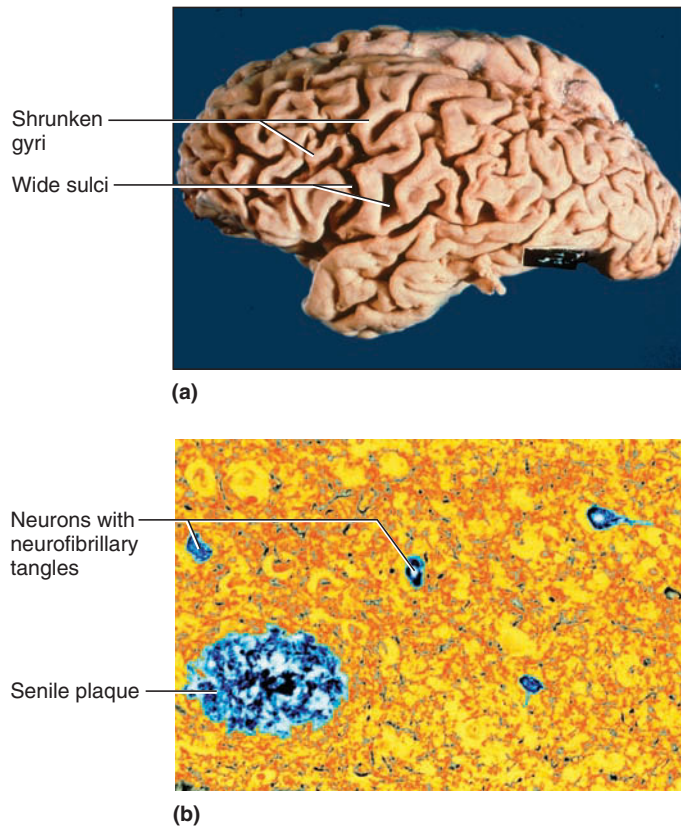 Shrunken
gyri
Wide sulci
(a)
Neurons with
neurofibrillary
tangles
Senile plaque
(b)